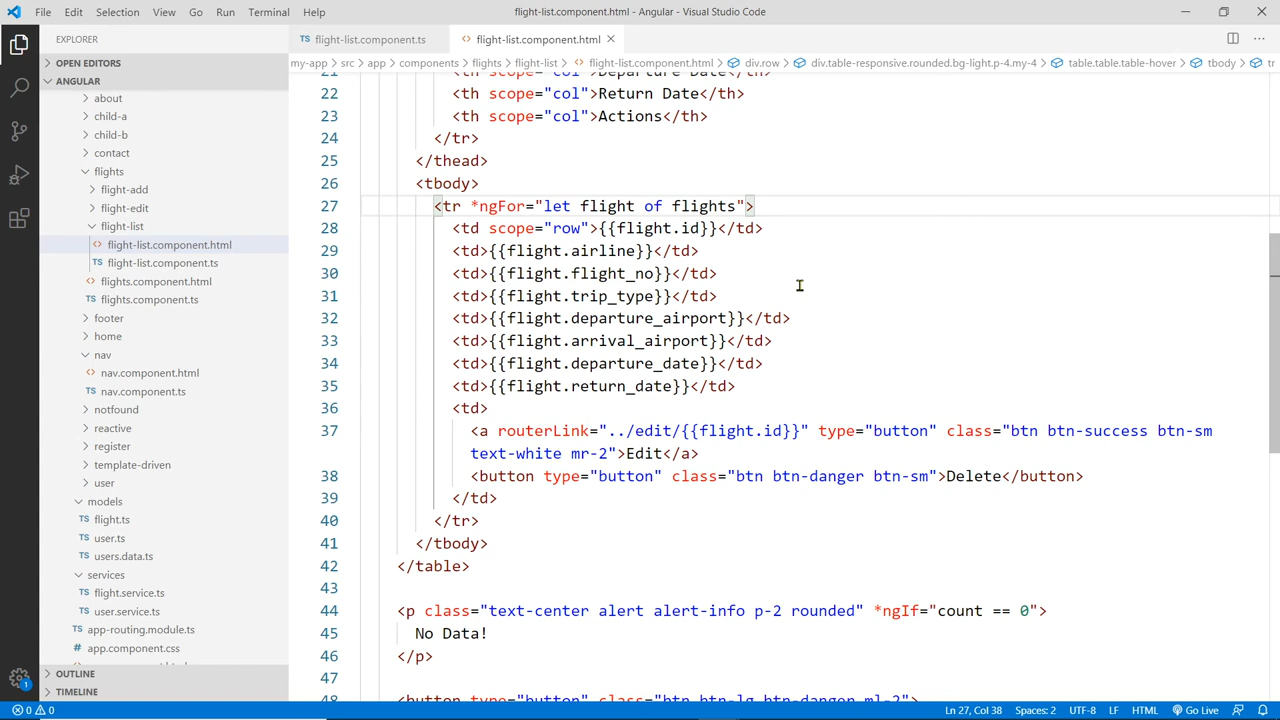 File Edit Selection View Go Run Terminal Help
flight-list.component.html - Angular - Visual Studio Code
EXPLORER
OPEN EDITORS
ANGULAR
about
child-a
child-b
contact
flights
flight-add
flight-edit
flight-list
<> flight-list.component.html
TS flight-list.component.ts
<> flights.component.html
TS flights.component.ts
footer
home
nav
<> nav.component.html
TS nav.component.ts
notfound
reactive
register
template-driven
user
models
TS flight.ts
TS user.ts
TS users.data.ts
services
TS flight.service.ts
TS user.service.ts
TS app-routing.module.ts
# app.component.css
OUTLINE
TIMELINE
1
TS flight-list.component.ts
<> flight-list.component.html
my-app > src > app > components > flights > flight-list > <> flight-list.component.html > div.row > div.table-responsive.rounded.bg-light.p-4.my-4 > table.table.table-hover > tbody > tr
21 <th scope="col">Departure Date</th>
22 <th scope="col">Return Date</th>
23 <th scope="col">Actions</th>
24 </tr>
25 </thead>
26 <tbody>
27 <tr *ngFor="let flight of flights">
28 <td scope="row">{{flight.id}}</td>
29 <td>{{flight.airline}}</td>
30 <td>{{flight.flight_no}}</td>
31 <td>{{flight.trip_type}}</td>
32 <td>{{flight.departure_airport}}</td>
33 <td>{{flight.arrival_airport}}</td>
34 <td>{{flight.departure_date}}</td>
35 <td>{{flight.return_date}}</td>
36 <td>
37 <a routerLink="../edit/{{flight.id}}" type="button" class="btn btn-success btn-sm
text-white mr-2">Edit</a>
38 <button type="button" class="btn btn-danger btn-sm">Delete</button>
39 </td>
40 </tr>
41 </tbody>
42 </table>
43
44 <p class="text-center alert alert-info p-2 rounded" *ngIf="count == 0">
45 No Data!
46 </p>
47
48 <button type="button" class="btn btn-lg btn-danger ml-2">
0 0
Ln 27, Col 38 Spaces: 2 UTF-8 LF HTML Go Live